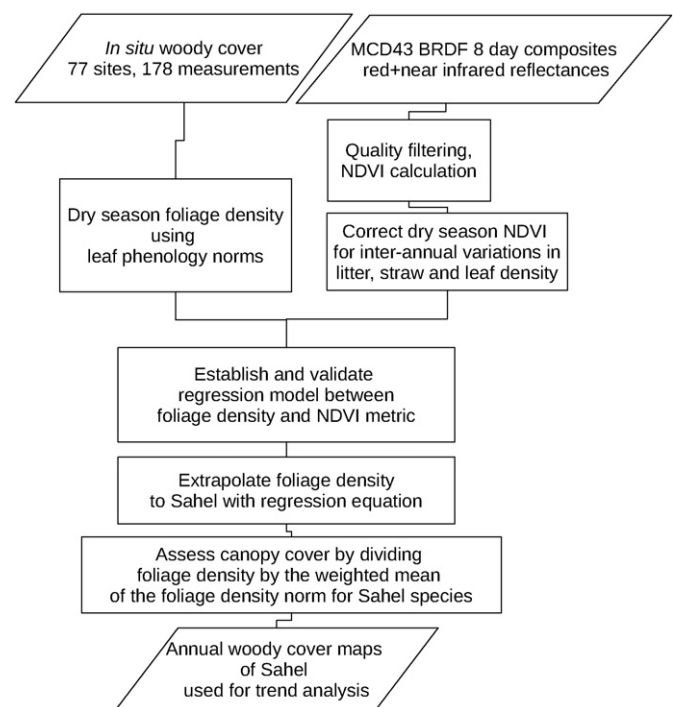 In situ woody cover
77 sites, 178 measurements
MCD43 BRDF 8 day composites
red+near infrared reflectances
Quality filtering,
NDVI calculation
Dry season foliage density
using
leaf phenology norms
Correct dry season NDVI
for inter-annual variations in
litter, straw and leaf density
Establish and validate
regression model between
foliage density and NDVI metric
Extrapolate foliage density
to Sahel with regression equation
Assess canopy cover by dividing
foliage density by the weighted mean
of the foliage density norm for Sahel species
Annual woody cover maps
of Sahel
used for trend analysis